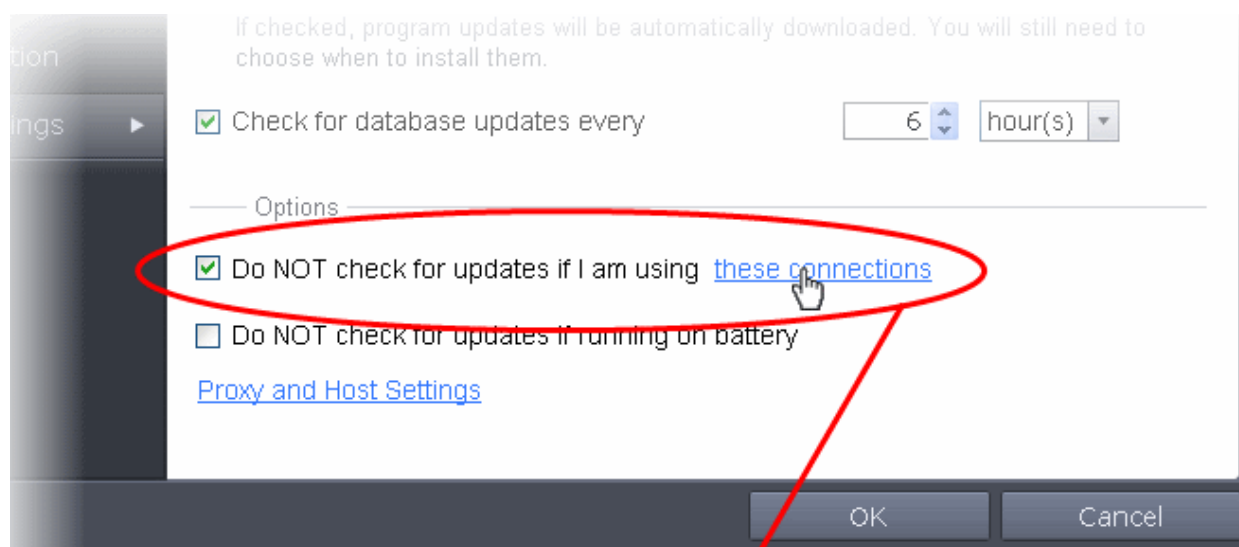 If checked, program updates will be automatically downloaded. You will still need to
choose when to install them.
tion
ings
Check for database updates every 6 hour(s)
Options
Do NOT check for updates if I am using these connections
Do NOT check for updates if running on battery
Proxy and Host Settings
OK Cancel